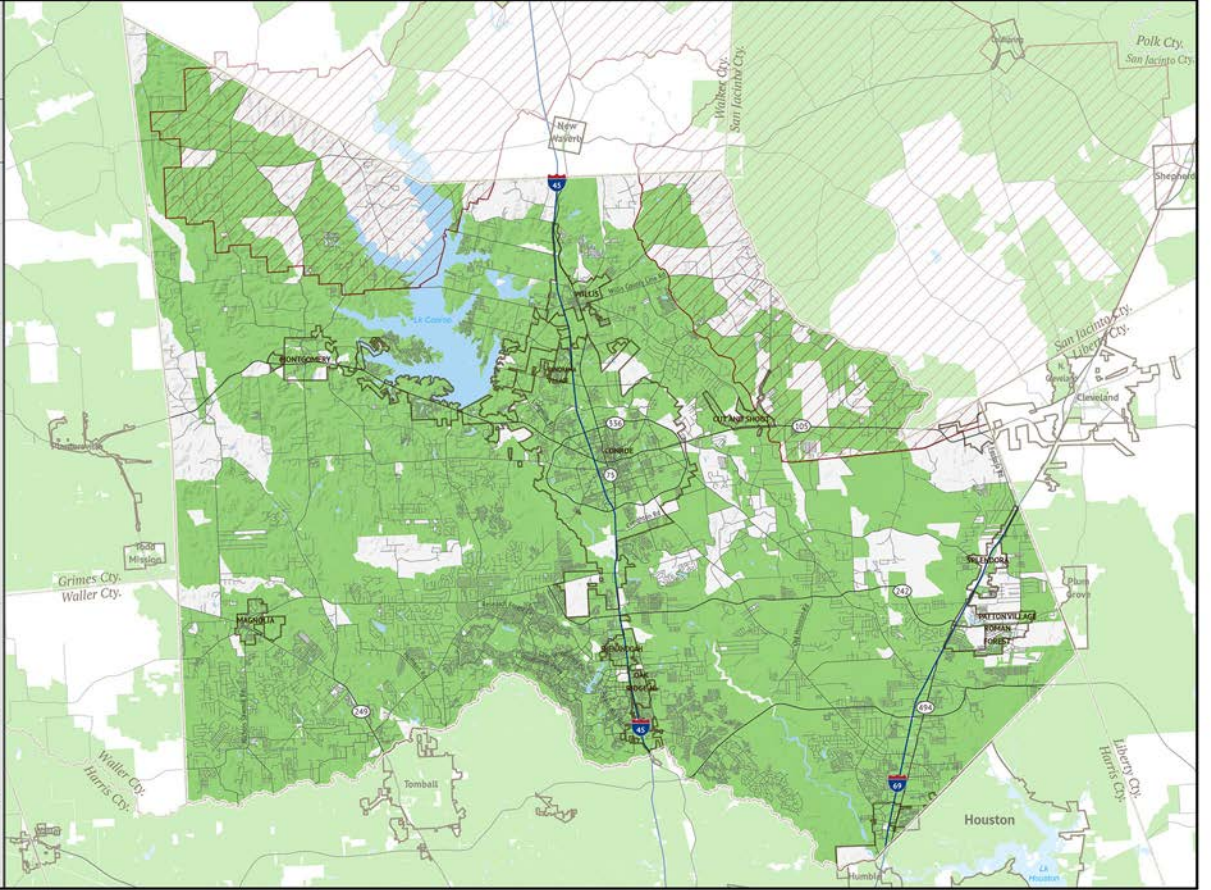 Polk Cty.
San Jacinto Cty.
Walker Cty.
San Jacinto Cty.
New
Waverly
Shepherd
45
WILLIS
Lk Conroe
MONTGOMERY
San Jacinto Cty.
Liberty Cty.
N.
Cleveland
Cleveland
CUT AND SHOOT
336
105
CONROE
75
Todd
Mission
Grimes Cty.
Waller Cty.
SPLENDORA
Plum
Grove
242
PATTON VILLAGE
ROMAN
FOREST
MAGNOLIA
SHENANDOAH
OAK
RIDGE N.
249
494
45
Waller Cty.
Harris Cty.
Liberty Cty.
Harris Cty.
Tomball
69
Houston
Humble
Lk
Houston